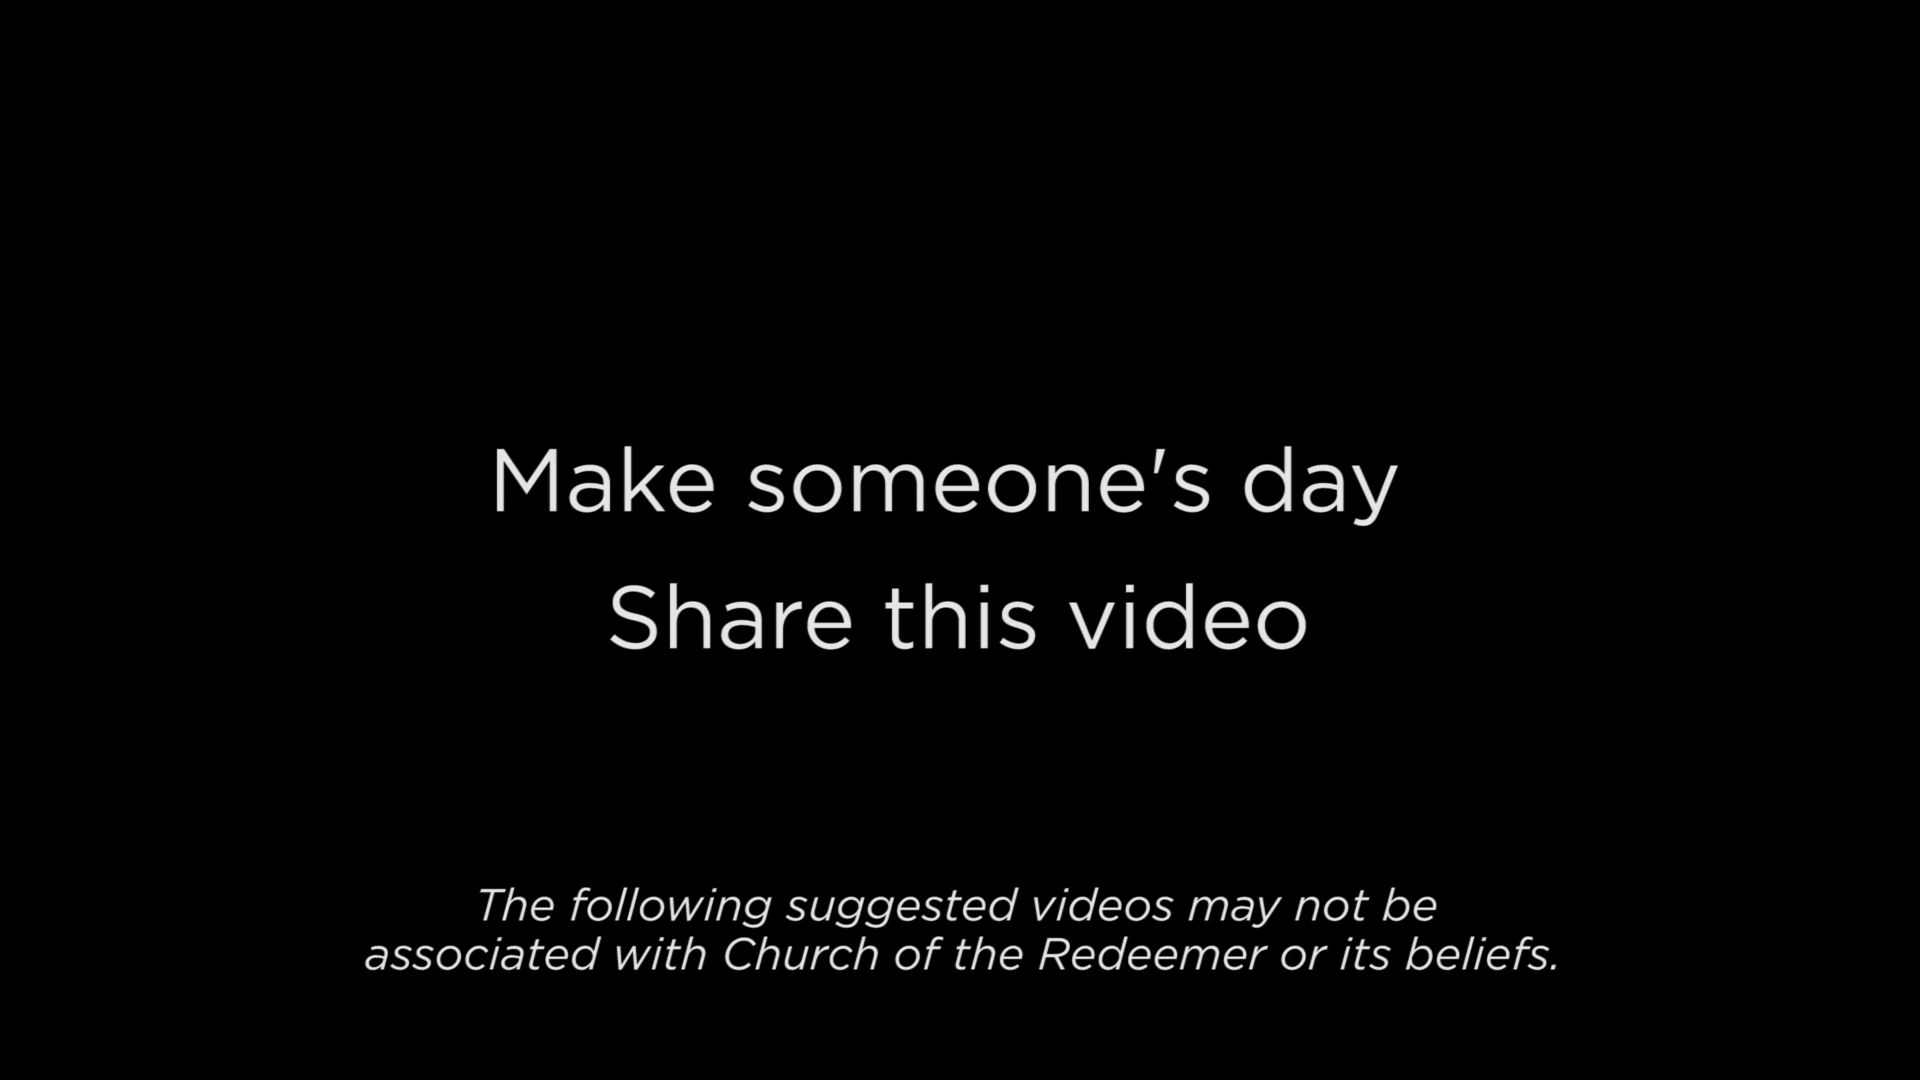 Make someone's day
Share this video
The following suggested videos may not be
associated with Church of the Redeemer or its beliefs.